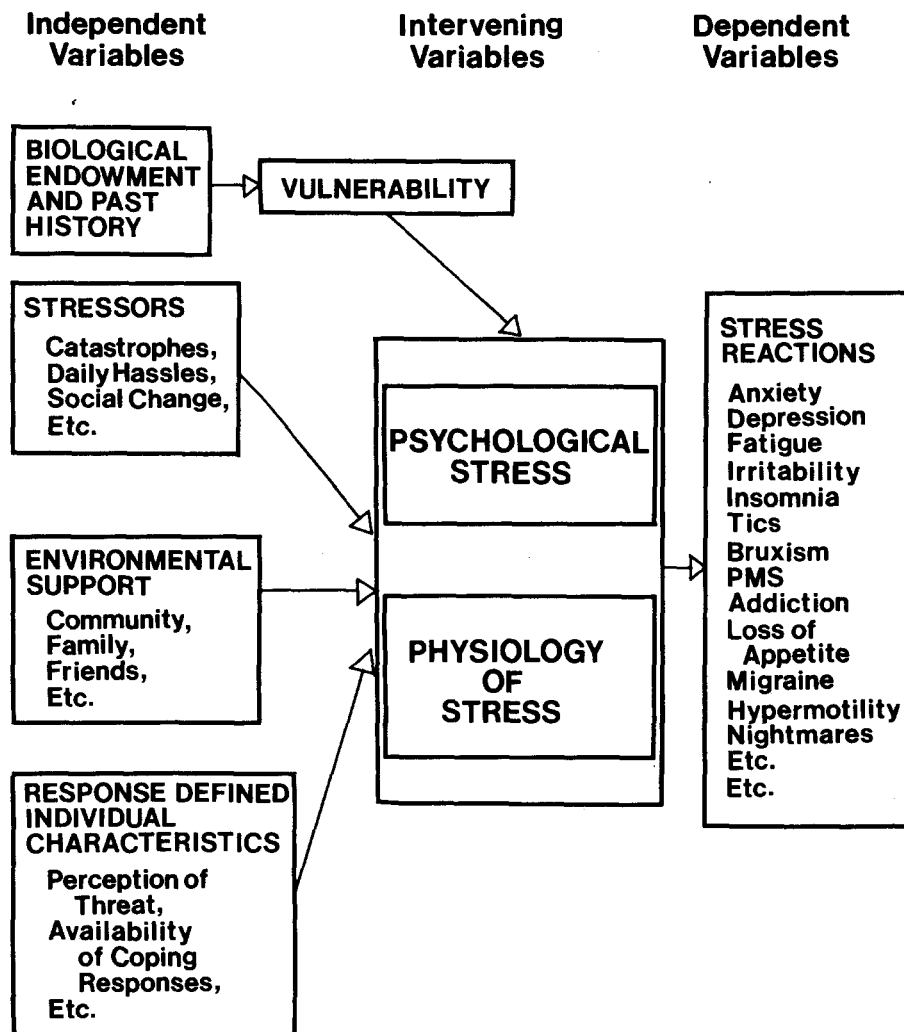 Independent
Variables
Intervening
Variables
Dependent
Variables
BIOLOGICAL
ENDOWMENT
AND PAST
HISTORY
VULNERABILITY
STRESSORS
Catastrophes,
Daily Hassles,
Social Change,
Etc.
ENVIRONMENTAL
SUPPORT
Community,
Family,
Friends,
Etc.
RESPONSE DEFINED
INDIVIDUAL
CHARACTERISTICS
Perception of
Threat,
Availability
of Coping
Responses,
Etc.
PSYCHOLOGICAL
STRESS
PHYSIOLOGY
OF
STRESS
STRESS
REACTIONS
Anxiety
Depression
Fatigue
Irritability
Insomnia
Tics
Bruxism
PMS
Addiction
Loss of
Appetite
Migraine
Hypermotility
Nightmares
Etc.
Etc.